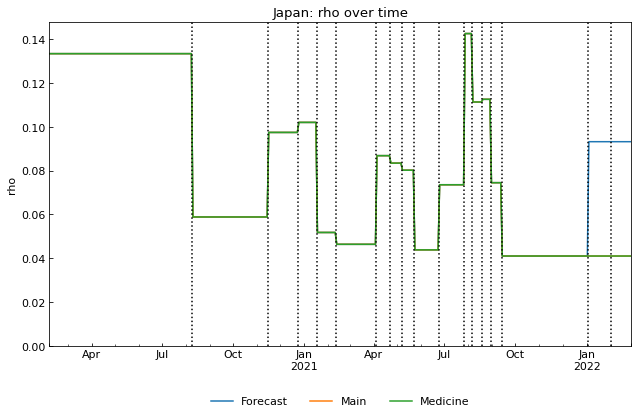 Japan: rho over time
0.14
0.12
0.10
0.08
0.06
0.04
0.02
0.00
rho
Apr Jul Oct Jan Apr Jul Oct Jan
2021 2022
Forecast Main Medicine